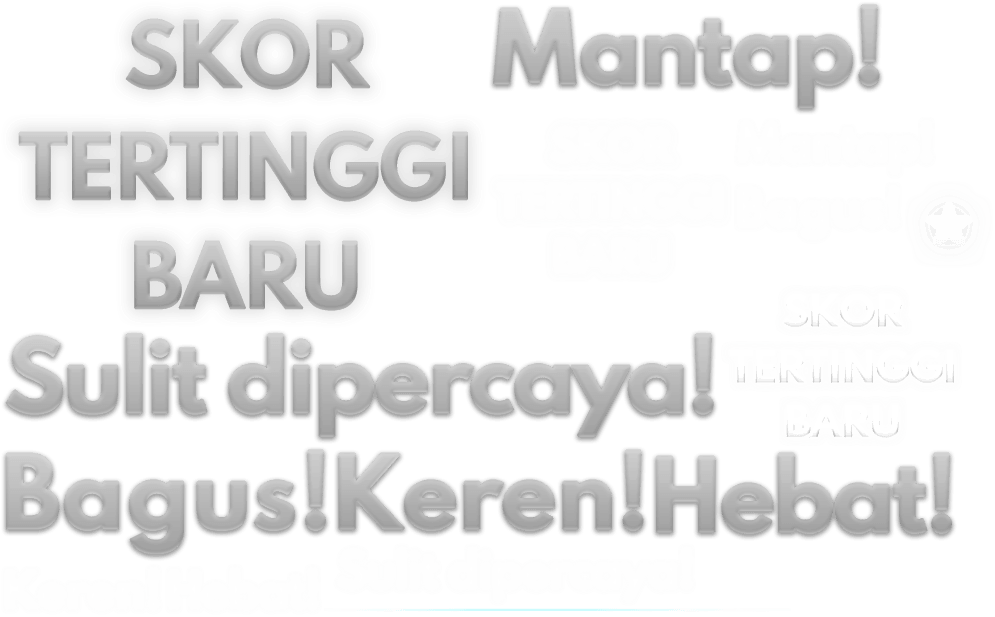 SKOR
TERTINGGI
BARU
Mantap!
SKOR
TERTINGGI
BARU
Sulit dipercaya!
Bagus!
Keren!
Hebat!